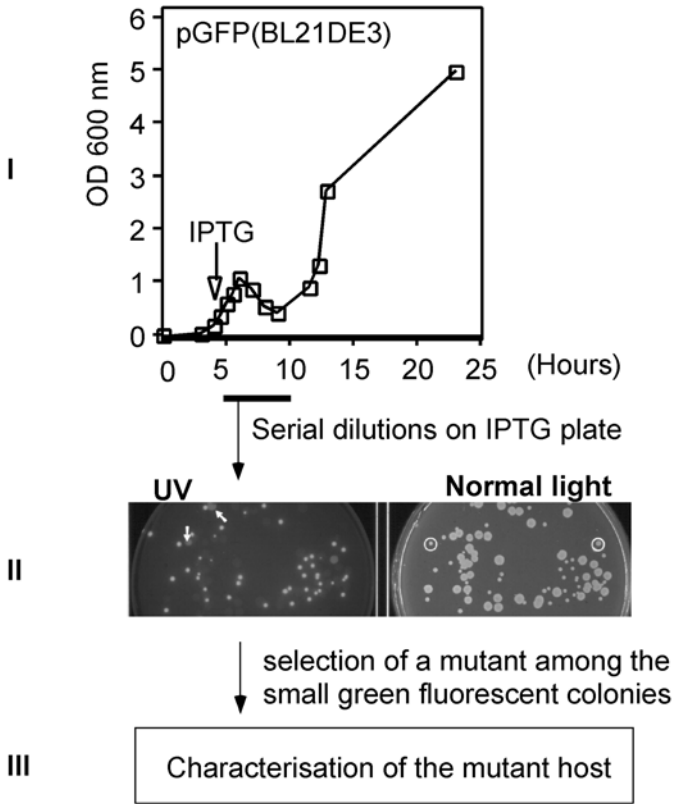 pGFP(BL21DE3)
6
5
4
3
2
1
0
OD 600 nm
I
IPTG
0 5 10 15 20 25 (Hours)
Serial dilutions on IPTG plate
UV Normal light
II
selection of a mutant among the
small green fluorescent colonies
III
Characterisation of the mutant host